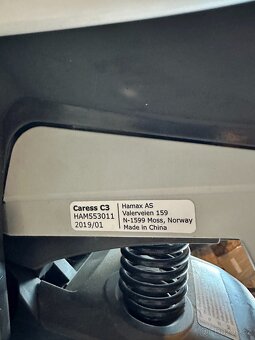 Caress C3
HAM553011
2019/01
Hamax AS
Valerveien 159
N-1599 Moss, Norway
Made in China